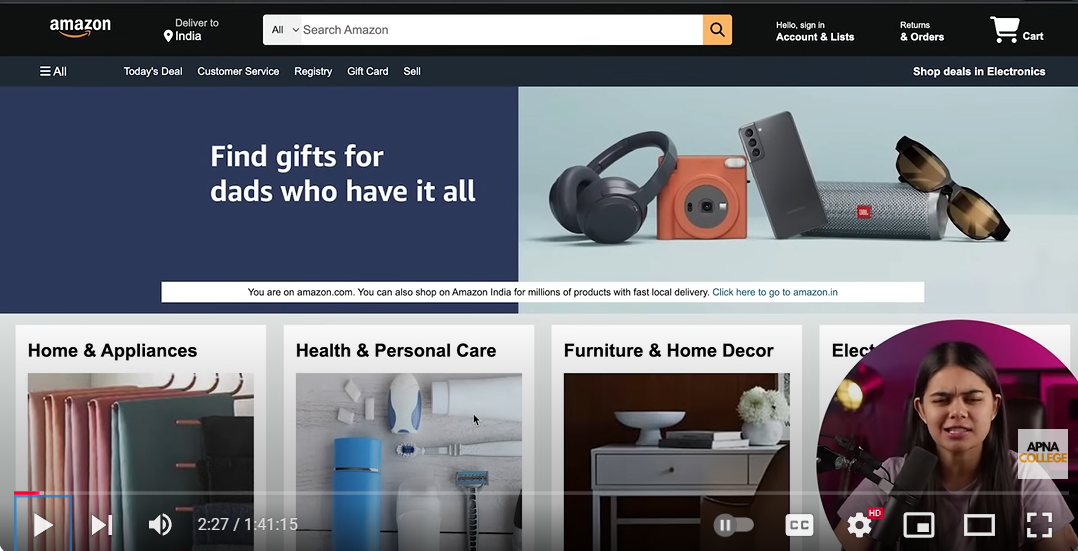 amazon
Deliver to
India
All
Search Amazon
Hello, sign in
Account & Lists
Returns
& Orders
Cart
All
Today's Deal
Customer Service
Registry
Gift Card
Sell
Shop deals in Electronics
Find gifts for
dads who have it all
JBL
You are on amazon.com. You can also shop on Amazon India for millions of products with fast local delivery. Click here to go to amazon.in
Home & Appliances
Health & Personal Care
Furniture & Home Decor
Elect
APNA
COLLEGE
2:27 / 1:41:15
CC
HD